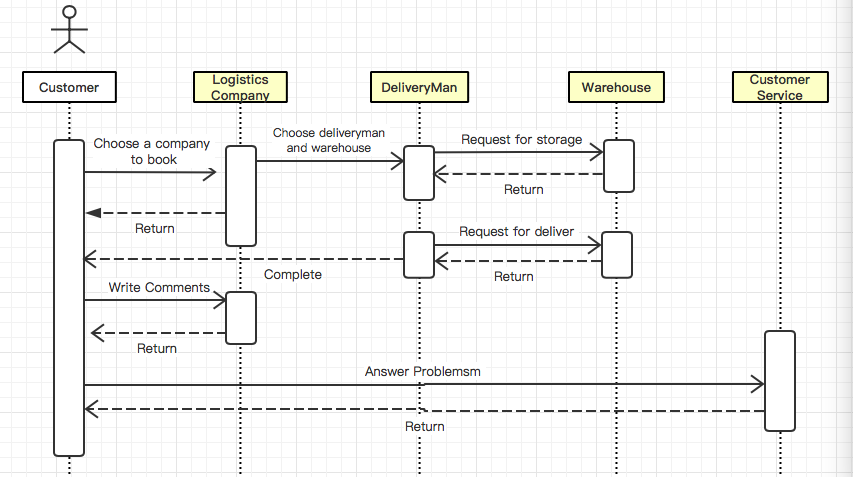 Customer
Logistics
Company
DeliveryMan
Warehouse
Customer
Service
Choose a company
to book
Choose deliveryman
and warehouse
Request for storage
Return
Return
Request for deliver
Return
Complete
Write Comments
Return
Answer Problemsm
Return